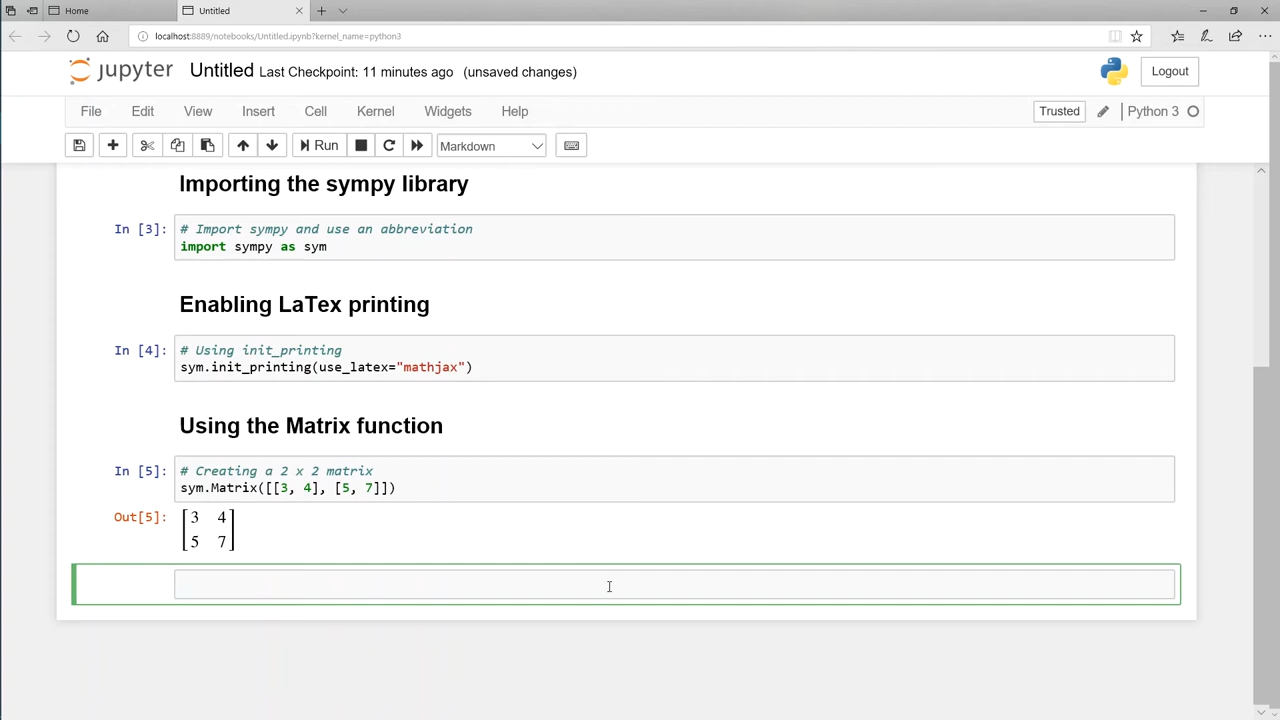 Home
Untitled
localhost:8889/notebooks/Untitled.ipynb?kernel_name=python3
jupyter Untitled Last Checkpoint: 11 minutes ago (unsaved changes)
Logout
File Edit View Insert Cell Kernel Widgets Help
Trusted
Python 3
Run
Markdown
Importing the sympy library
In [3]:
# Import sympy and use an abbreviation
import sympy as sym
Enabling LaTex printing
In [4]:
# Using init_printing
sym.init_printing(use_latex="mathjax")
Using the Matrix function
In [5]:
# Creating a 2 x 2 matrix
sym.Matrix([[3, 4], [5, 7]])
Out[5]:
3 4
5 7